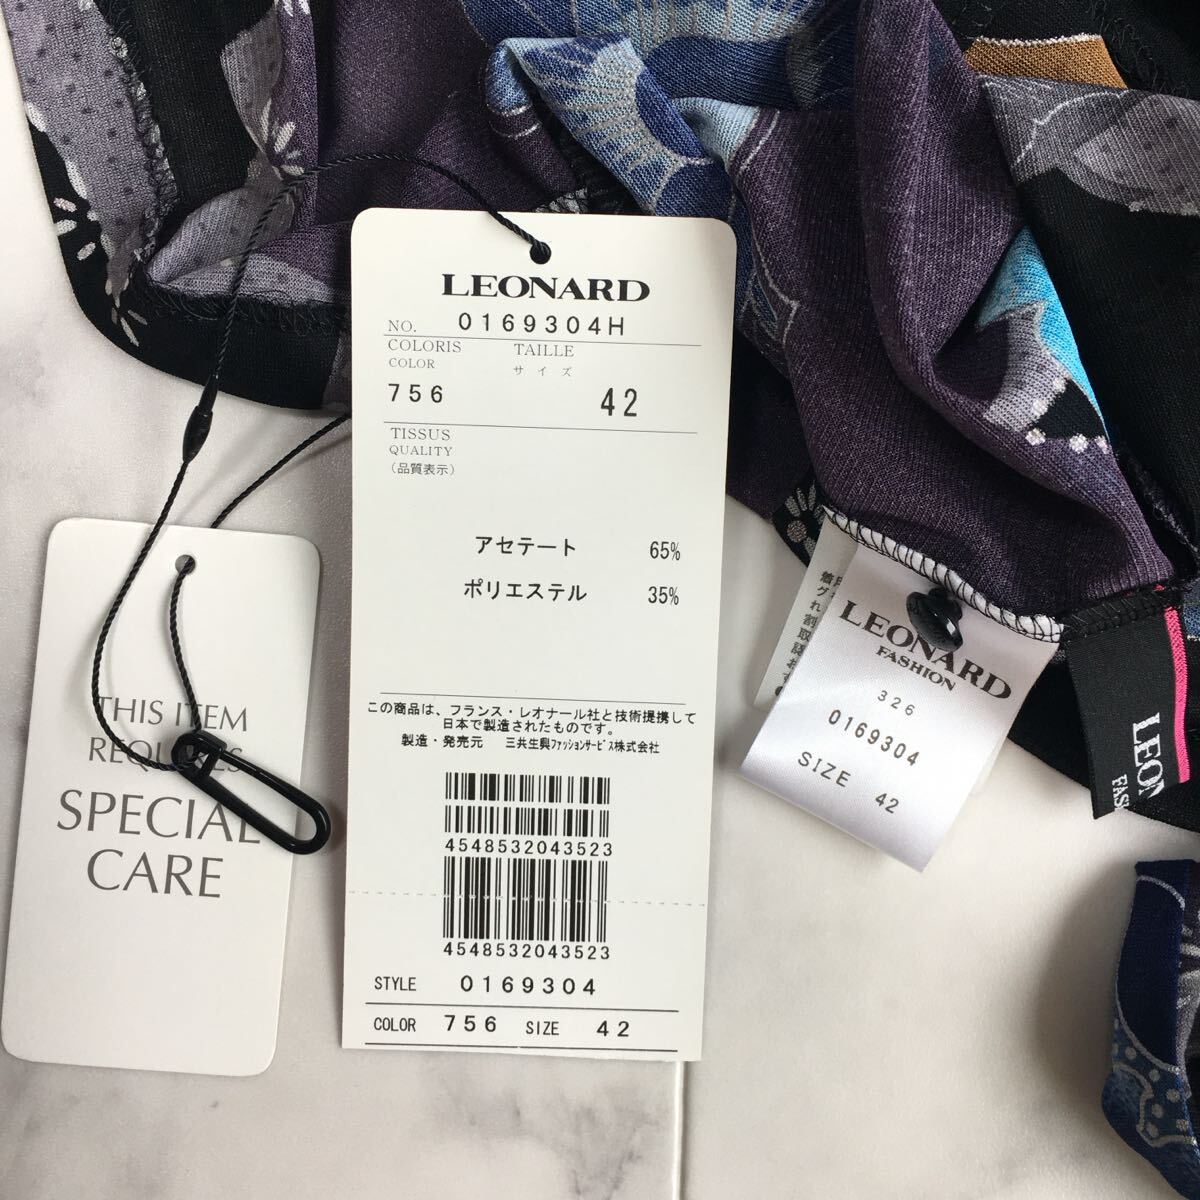 LEONARD
NO. 0169304H
COLORIS TAILLE
COLOR サイズ
756 42
TISSUS
QUALITY
(品質表示)
アセテート 65%
ポリエステル 35%
この商品は、フランス・レオナール社と技術提携して
日本で製造されたものです。
製造・発売元 三共生興ファッションサービス株式会社
4548532043523
4548532043523
STYLE 0169304
COLOR 756 SIZE 42
THIS ITEM
REQUIRES
SPECIAL
CARE
LEONARD
FASHION
326
0169304
SIZE 42
LEON
FAS